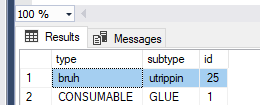 100 %
Results Messages
type subtype id
1 bruh utrippin 25
2 CONSUMABLE GLUE 1